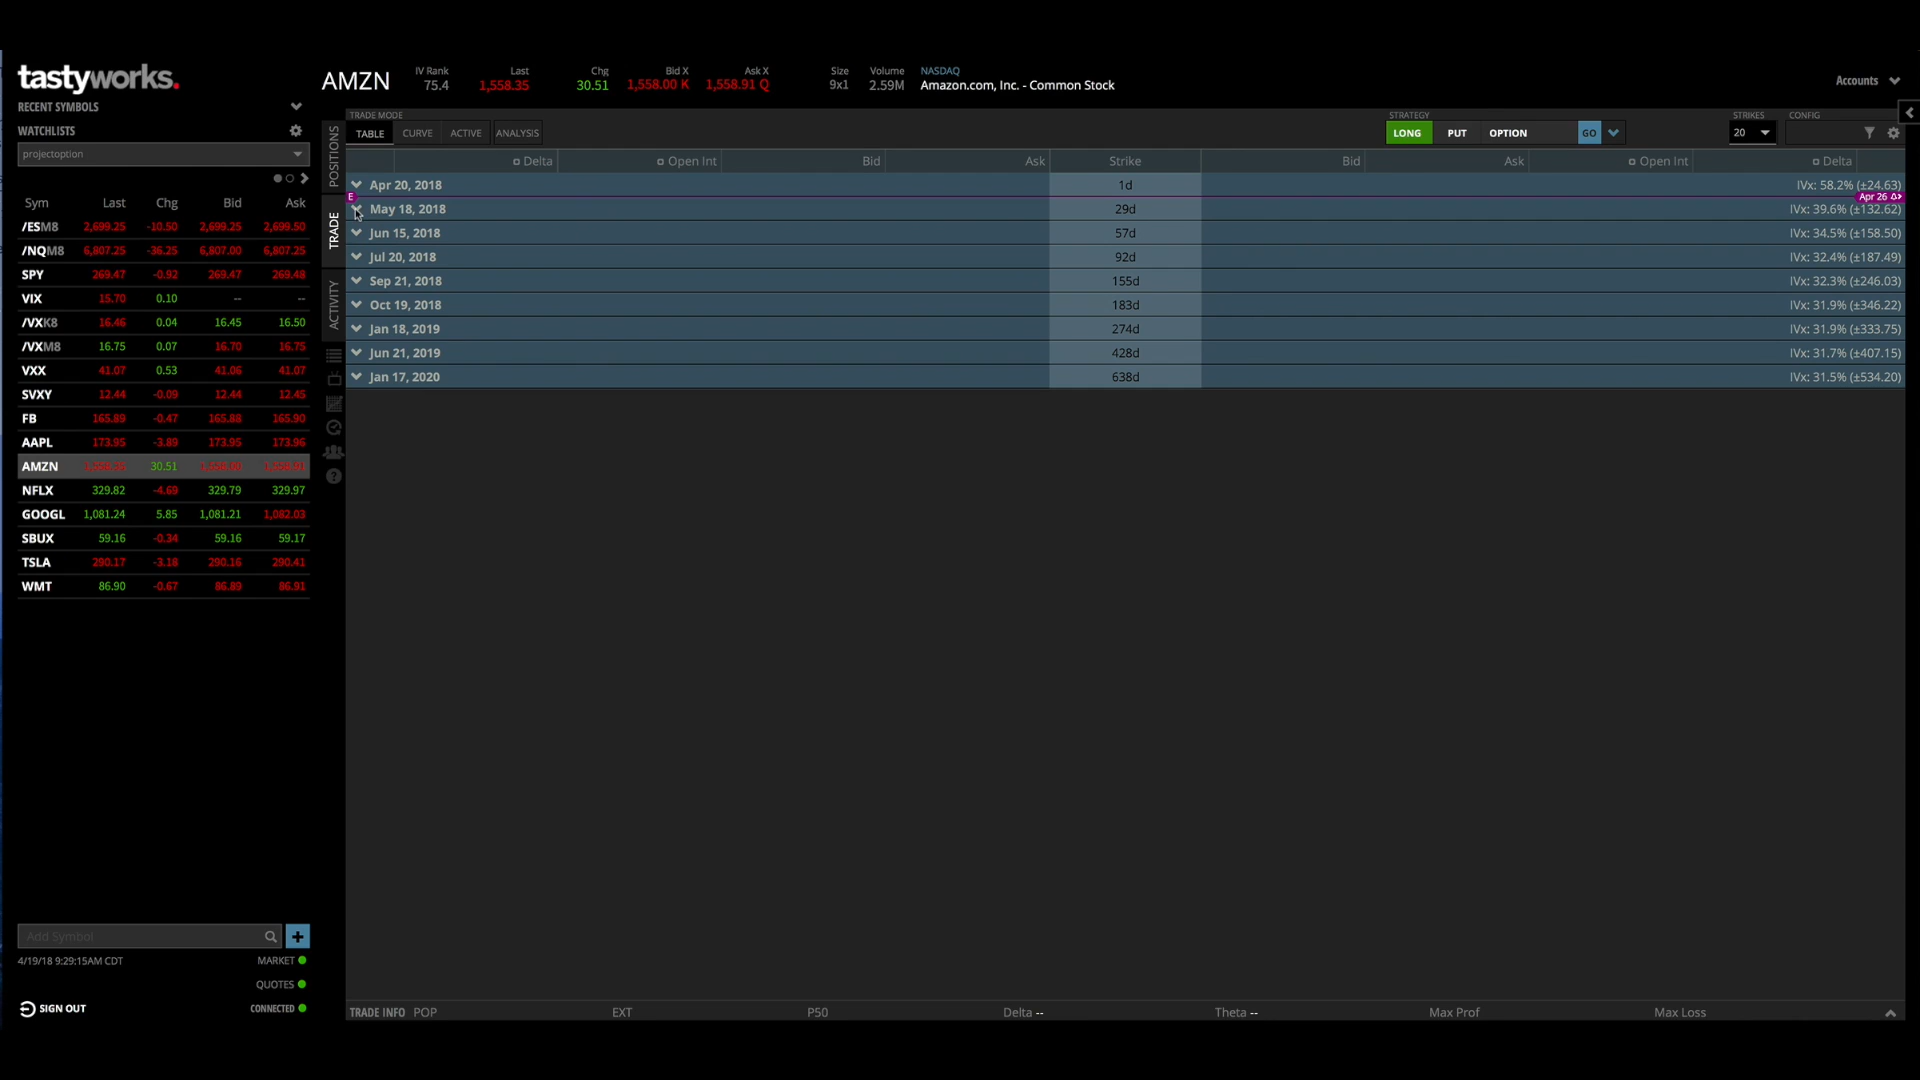 tastyworks.
RECENT SYMBOLS
WATCHLISTS
projectoption
Sym Last Chg Bid Ask
/ESM8 2,699.25 -10.50 2,699.25 2,699.50
/NQM8 6,807.25 -36.25 6,807.00 6,807.25
SPY 269.47 -0.92 269.47 269.48
VIX 15.70 0.10 -- --
/VXK8 16.46 0.04 16.45 16.50
/VXM8 16.75 0.07 16.70 16.75
VXX 41.07 0.53 41.06 41.07
SVXY 12.44 -0.09 12.44 12.45
FB 165.89 -0.47 165.88 165.90
AAPL 173.95 -3.89 173.95 173.96
AMZN 30.51
NFLX 329.82 -4.69 329.79 329.97
GOOGL 1,081.24 5.85 1,081.21 1,082.03
SBUX 59.16 -0.34 59.16 59.17
TSLA 290.17 -3.18 290.16 290.41
WMT 86.90 -0.67 86.89 86.91
Add Symbol
4/19/18 9:29:15AM CDT MARKET
QUOTES
SIGN OUT CONNECTED
POSITIONS
TRADE
ACTIVITY
AMZN
IV Rank Last Chg Bid X Ask X Size Volume NASDAQ
75.4 1,558.35 30.51 1,558.00 K 1,558.91 Q 9x1 2.59M Amazon.com, Inc. - Common Stock
Accounts
TRADE MODE STRATEGY STRIKES CONFIG
TABLE CURVE ACTIVE ANALYSIS LONG PUT OPTION GO 20
Delta Open Int Bid Ask Strike Bid Ask Open Int Delta
Apr 20, 2018 1d IVx: 58.2% (±24.63)
E Apr 26
May 18, 2018 29d IVx: 39.6% (±132.62)
Jun 15, 2018 57d IVx: 34.5% (±158.50)
Jul 20, 2018 92d IVx: 32.4% (±187.49)
Sep 21, 2018 155d IVx: 32.3% (±246.03)
Oct 19, 2018 183d IVx: 31.9% (±346.22)
Jan 18, 2019 274d IVx: 31.9% (±333.75)
Jun 21, 2019 428d IVx: 31.7% (±407.15)
Jan 17, 2020 638d IVx: 31.5% (±534.20)
TRADE INFO POP EXT P50 Delta -- Theta -- Max Prof Max Loss